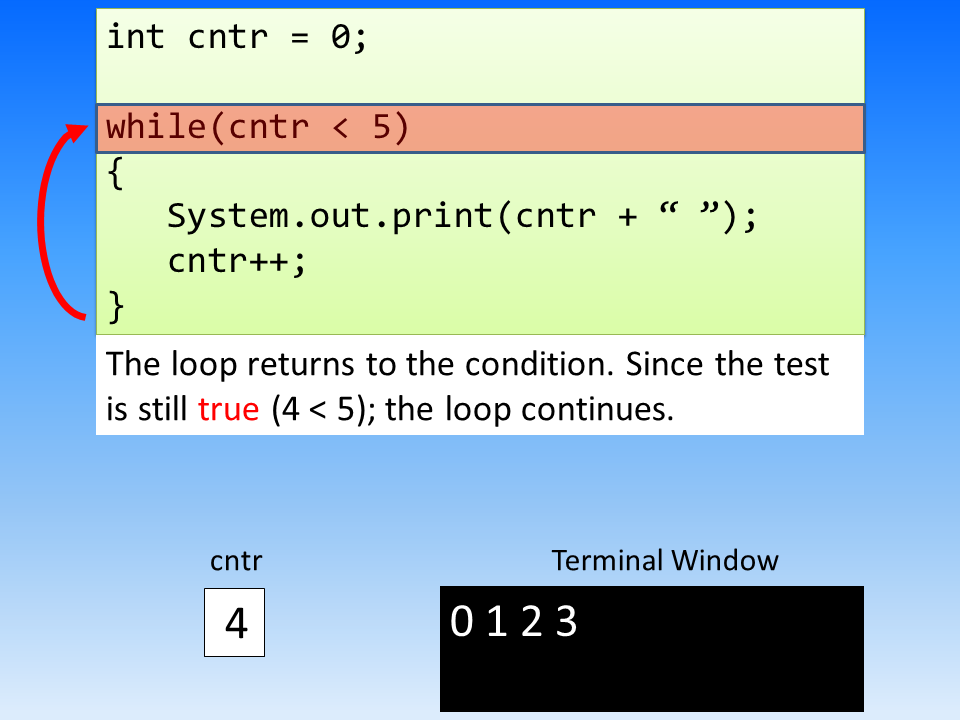 int cntr = 0;
while(cntr < 5)
{
System.out.print(cntr + “ ”);
cntr++;
}
The loop returns to the condition. Since the test
is still true (4 < 5); the loop continues.
cntr
Terminal Window
4
0 1 2 3